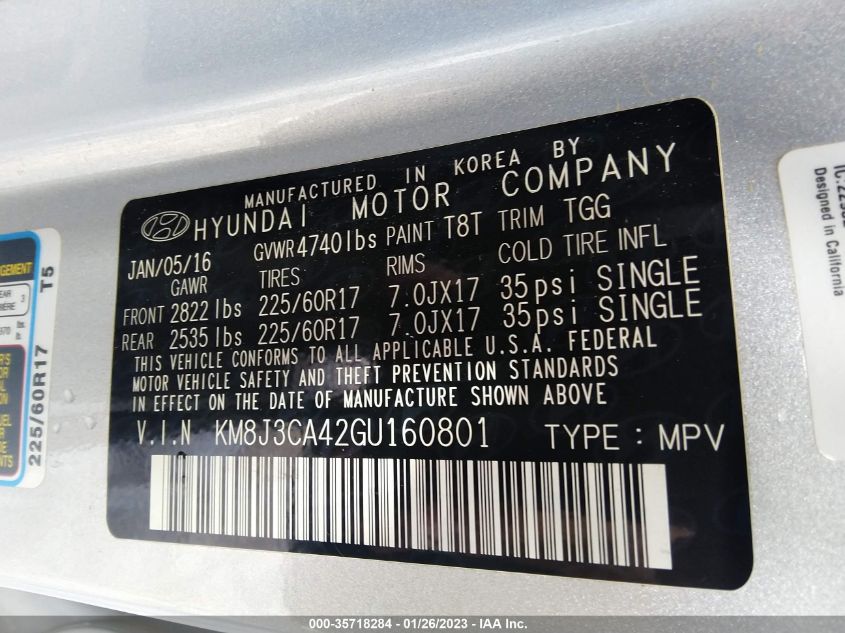 MANUFACTURED IN KOREA BY
HYUNDAI MOTOR COMPANY
JAN/05/16 GVWR 4740lbs PAINT T8T TRIM TGG
GAWR TIRES RIMS COLD TIRE INFL
FRONT 2822 lbs 225/60R17 7.0JX17 35psi SINGLE
REAR 2535 lbs 225/60R17 7.0JX17 35psi SINGLE
THIS VEHICLE CONFORMS TO ALL APPLICABLE U.S.A. FEDERAL
MOTOR VEHICLE SAFETY AND THEFT PREVENTION STANDARDS
IN EFFECT ON THE DATE OF MANUFACTURE SHOWN ABOVE
V.I.N KM8J3CA42GU160801 TYPE : MPV
T5
3
225/60R17
Designed in California
000-35718284 - 01/26/2023 - IAA Inc.